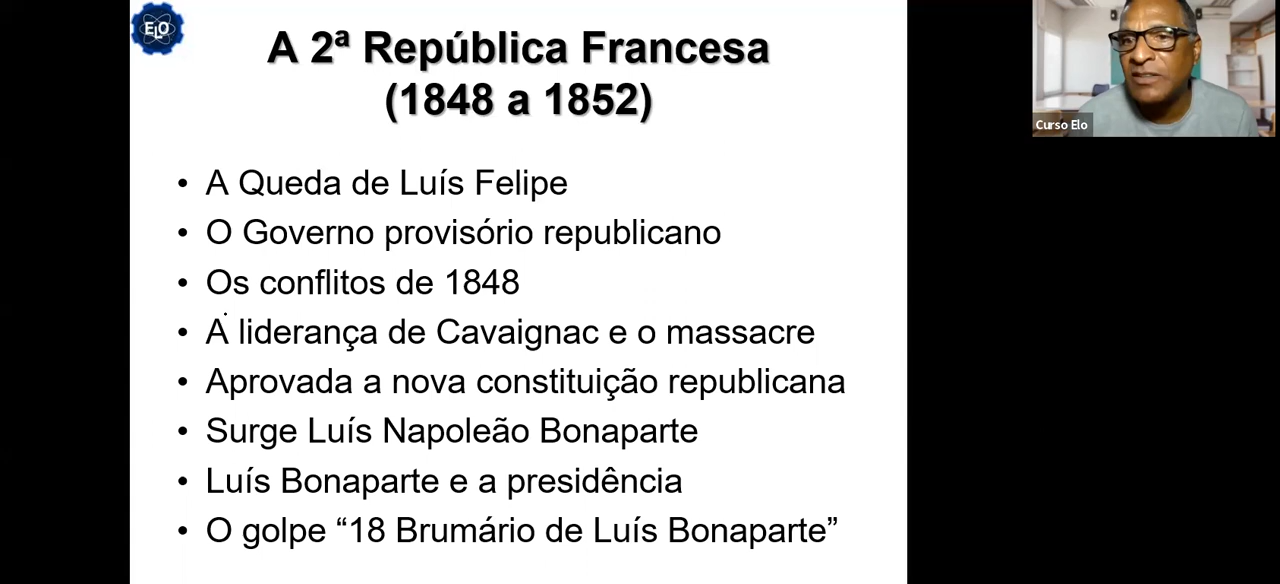 ELO
A 2ª República Francesa
(1848 a 1852)
Curso Elo
• A Queda de Luís Felipe
• O Governo provisório republicano
• Os conflitos de 1848
• A liderança de Cavaignac e o massacre
• Aprovada a nova constituição republicana
• Surge Luís Napoleão Bonaparte
• Luís Bonaparte e a presidência
• O golpe “18 Brumário de Luís Bonaparte”